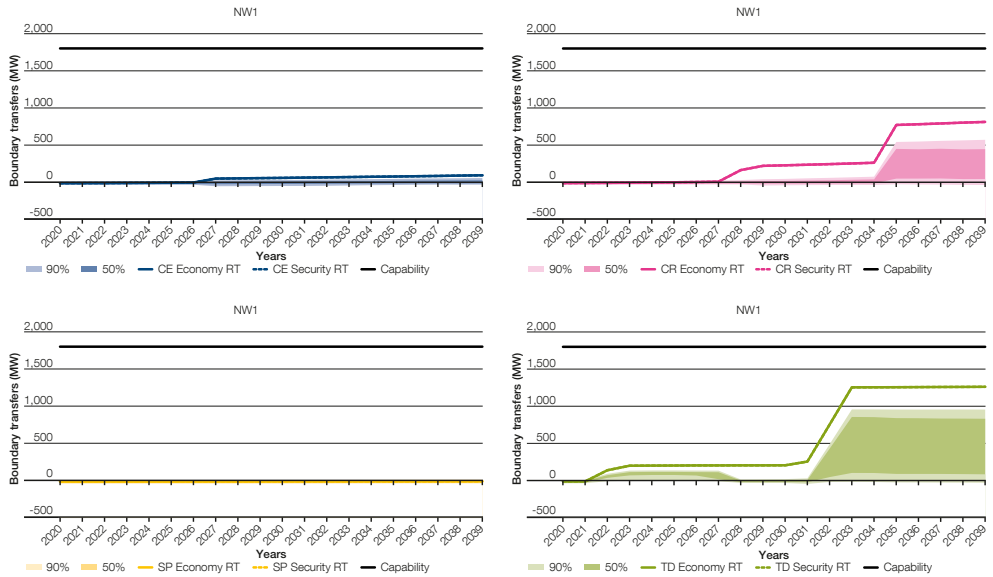 NW1
Boundary transfers (MW)
2,000
1,500
1,000
500
0
-500
2020 2021 2022 2023 2024 2025 2026 2027 2028 2029 2030 2031 2032 2033 2034 2035 2036 2037 2038 2039
Years
90% 50% CE Economy RT CE Security RT Capability
NW1
Boundary transfers (MW)
2,000
1,500
1,000
500
0
-500
2020 2021 2022 2023 2024 2025 2026 2027 2028 2029 2030 2031 2032 2033 2034 2035 2036 2037 2038 2039
Years
90% 50% CR Economy RT CR Security RT Capability
NW1
Boundary transfers (MW)
2,000
1,500
1,000
500
0
-500
2020 2021 2022 2023 2024 2025 2026 2027 2028 2029 2030 2031 2032 2033 2034 2035 2036 2037 2038 2039
Years
90% 50% SP Economy RT SP Security RT Capability
NW1
Boundary transfers (MW)
2,000
1,500
1,000
500
0
-500
2020 2021 2022 2023 2024 2025 2026 2027 2028 2029 2030 2031 2032 2033 2034 2035 2036 2037 2038 2039
Years
90% 50% TD Economy RT TD Security RT Capability